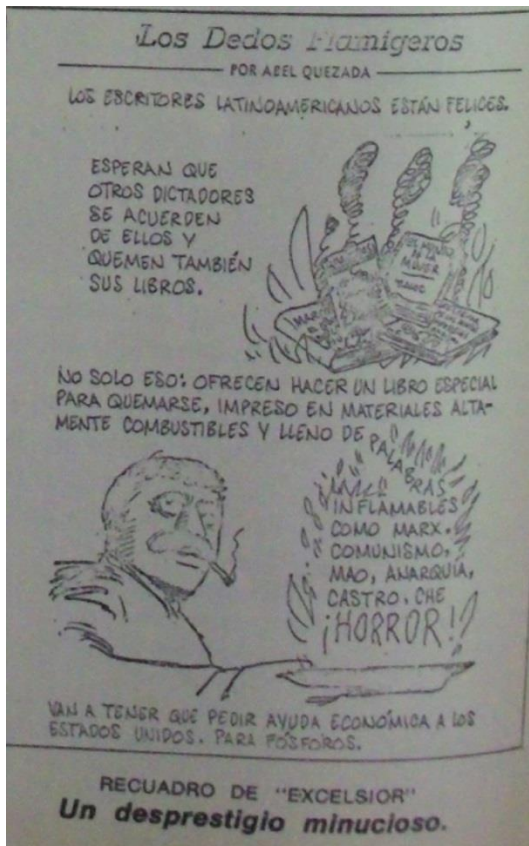 Los Dedos Flamigeros
POR ABEL QUEZADA
LOS ESCRITORES LATINOAMERICANOS ESTÁN FELICES.
ESPERAN QUE
OTROS DICTADORES
SE ACUERDEN
DE ELLOS Y
QUEMEN TAMBIÉN
SUS LIBROS.
MUJER
NO SOLO ESO: OFRECEN HACER UN LIBRO ESPECIAL
PARA QUEMARSE, IMPRESO EN MATERIALES ALTA-
MENTE COMBUSTIBLES Y LLENO DE PALABRAS
INFLAMABLES
COMO MARX.
COMUNISMO,
MAO, ANARQUÍA,
CASTRO. CHE
¡HORROR!
VAN A TENER QUE PEDIR AYUDA ECONÓMICA A LOS
ESTADOS UNIDOS. PARA FÓSFOROS.
RECUADRO DE "EXCELSIOR"
Un desprestigio minucioso.